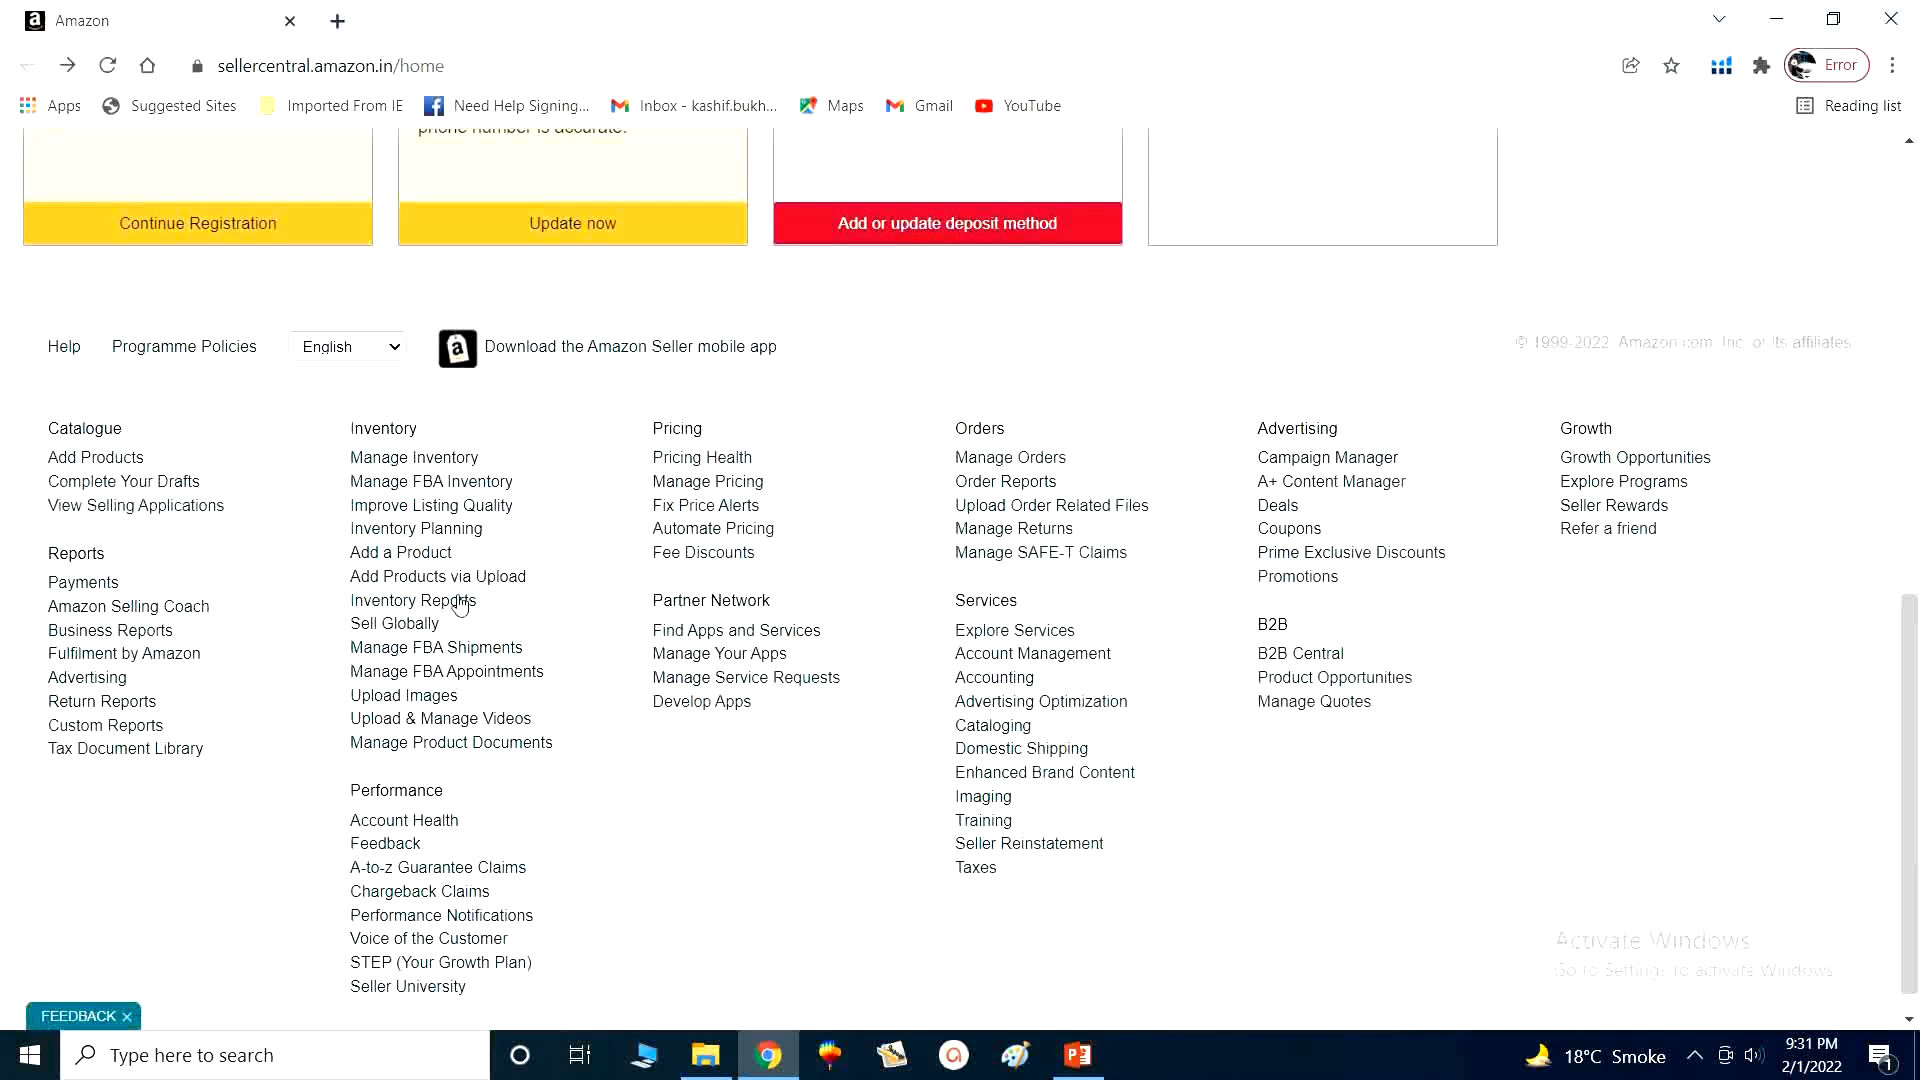 Amazon
sellercentral.amazon.in/home
Error
Apps
Suggested Sites
Imported From IE
Need Help Signing...
Inbox - kashif.bukh...
Maps
Gmail
YouTube
Reading list
phone number is accurate.
Continue Registration
Update now
Add or update deposit method
Help
Programme Policies
English
Download the Amazon Seller mobile app
© 1999-2022, Amazon.com, Inc. or its affiliates
Catalogue
Add Products
Complete Your Drafts
View Selling Applications
Reports
Payments
Amazon Selling Coach
Business Reports
Fulfilment by Amazon
Advertising
Return Reports
Custom Reports
Tax Document Library
Inventory
Manage Inventory
Manage FBA Inventory
Improve Listing Quality
Inventory Planning
Add a Product
Add Products via Upload
Inventory Reports
Sell Globally
Manage FBA Shipments
Manage FBA Appointments
Upload Images
Upload & Manage Videos
Manage Product Documents
Performance
Account Health
Feedback
A-to-z Guarantee Claims
Chargeback Claims
Performance Notifications
Voice of the Customer
STEP (Your Growth Plan)
Seller University
Pricing
Pricing Health
Manage Pricing
Fix Price Alerts
Automate Pricing
Fee Discounts
Partner Network
Find Apps and Services
Manage Your Apps
Manage Service Requests
Develop Apps
Orders
Manage Orders
Order Reports
Upload Order Related Files
Manage Returns
Manage SAFE-T Claims
Services
Explore Services
Account Management
Accounting
Advertising Optimization
Cataloging
Domestic Shipping
Enhanced Brand Content
Imaging
Training
Seller Reinstatement
Taxes
Advertising
Campaign Manager
A+ Content Manager
Deals
Coupons
Prime Exclusive Discounts
Promotions
B2B
B2B Central
Product Opportunities
Manage Quotes
Growth
Growth Opportunities
Explore Programs
Seller Rewards
Refer a friend
Activate Windows
Go to Settings to activate Windows.
FEEDBACK
Type here to search
18°C Smoke
9:31 PM
2/1/2022
1